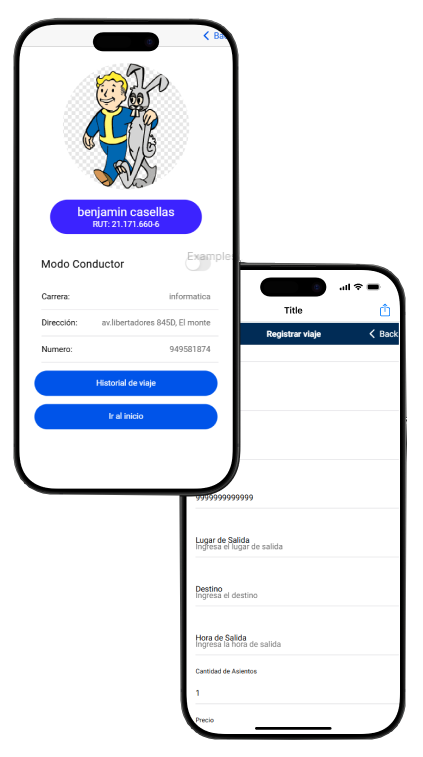 Ba
benjamin casellas
RUT: 21.171.660-6
Modo Conductor
Example
Carrera:
informatica
Dirección:
av.libertadores 845D, El monte
Numero:
949581874
Historial de viaje
Ir al inicio
Title
Registrar viaje
Back
9999999999999
Lugar de Salida
Ingresa el lugar de salida
Destino
Ingresa el destino
Hora de Salida
Ingresa la hora de salida
Cantidad de Asientos
1
Precio